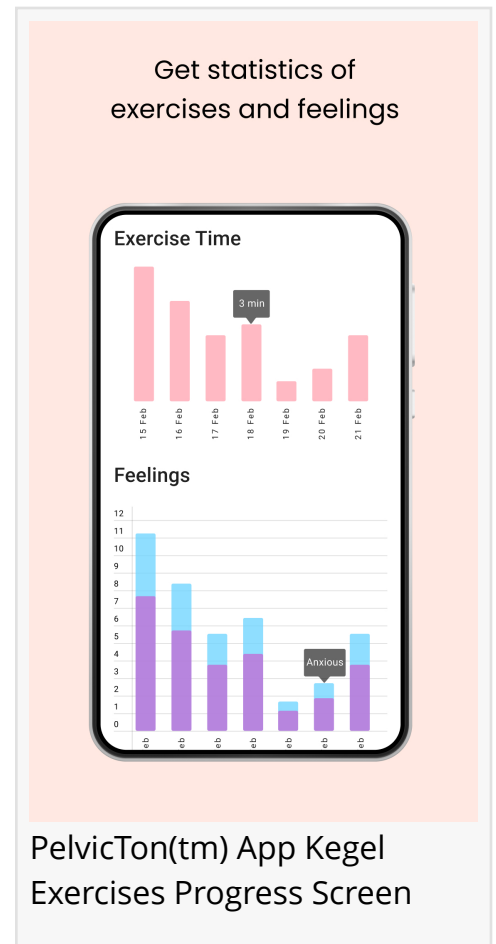 Get statistics of
exercises and feelings
Exercise Time
3 min
15 Feb
16 Feb
17 Feb
18 Feb
19 Feb
20 Feb
21 Feb
Feelings
12
11
10
9
8
7
6
5
4
3
2
1
0
Anxious
eb
eb
eb
eb
eb
eb
eb
PelvicTon(tm) App Kegel
Exercises Progress Screen